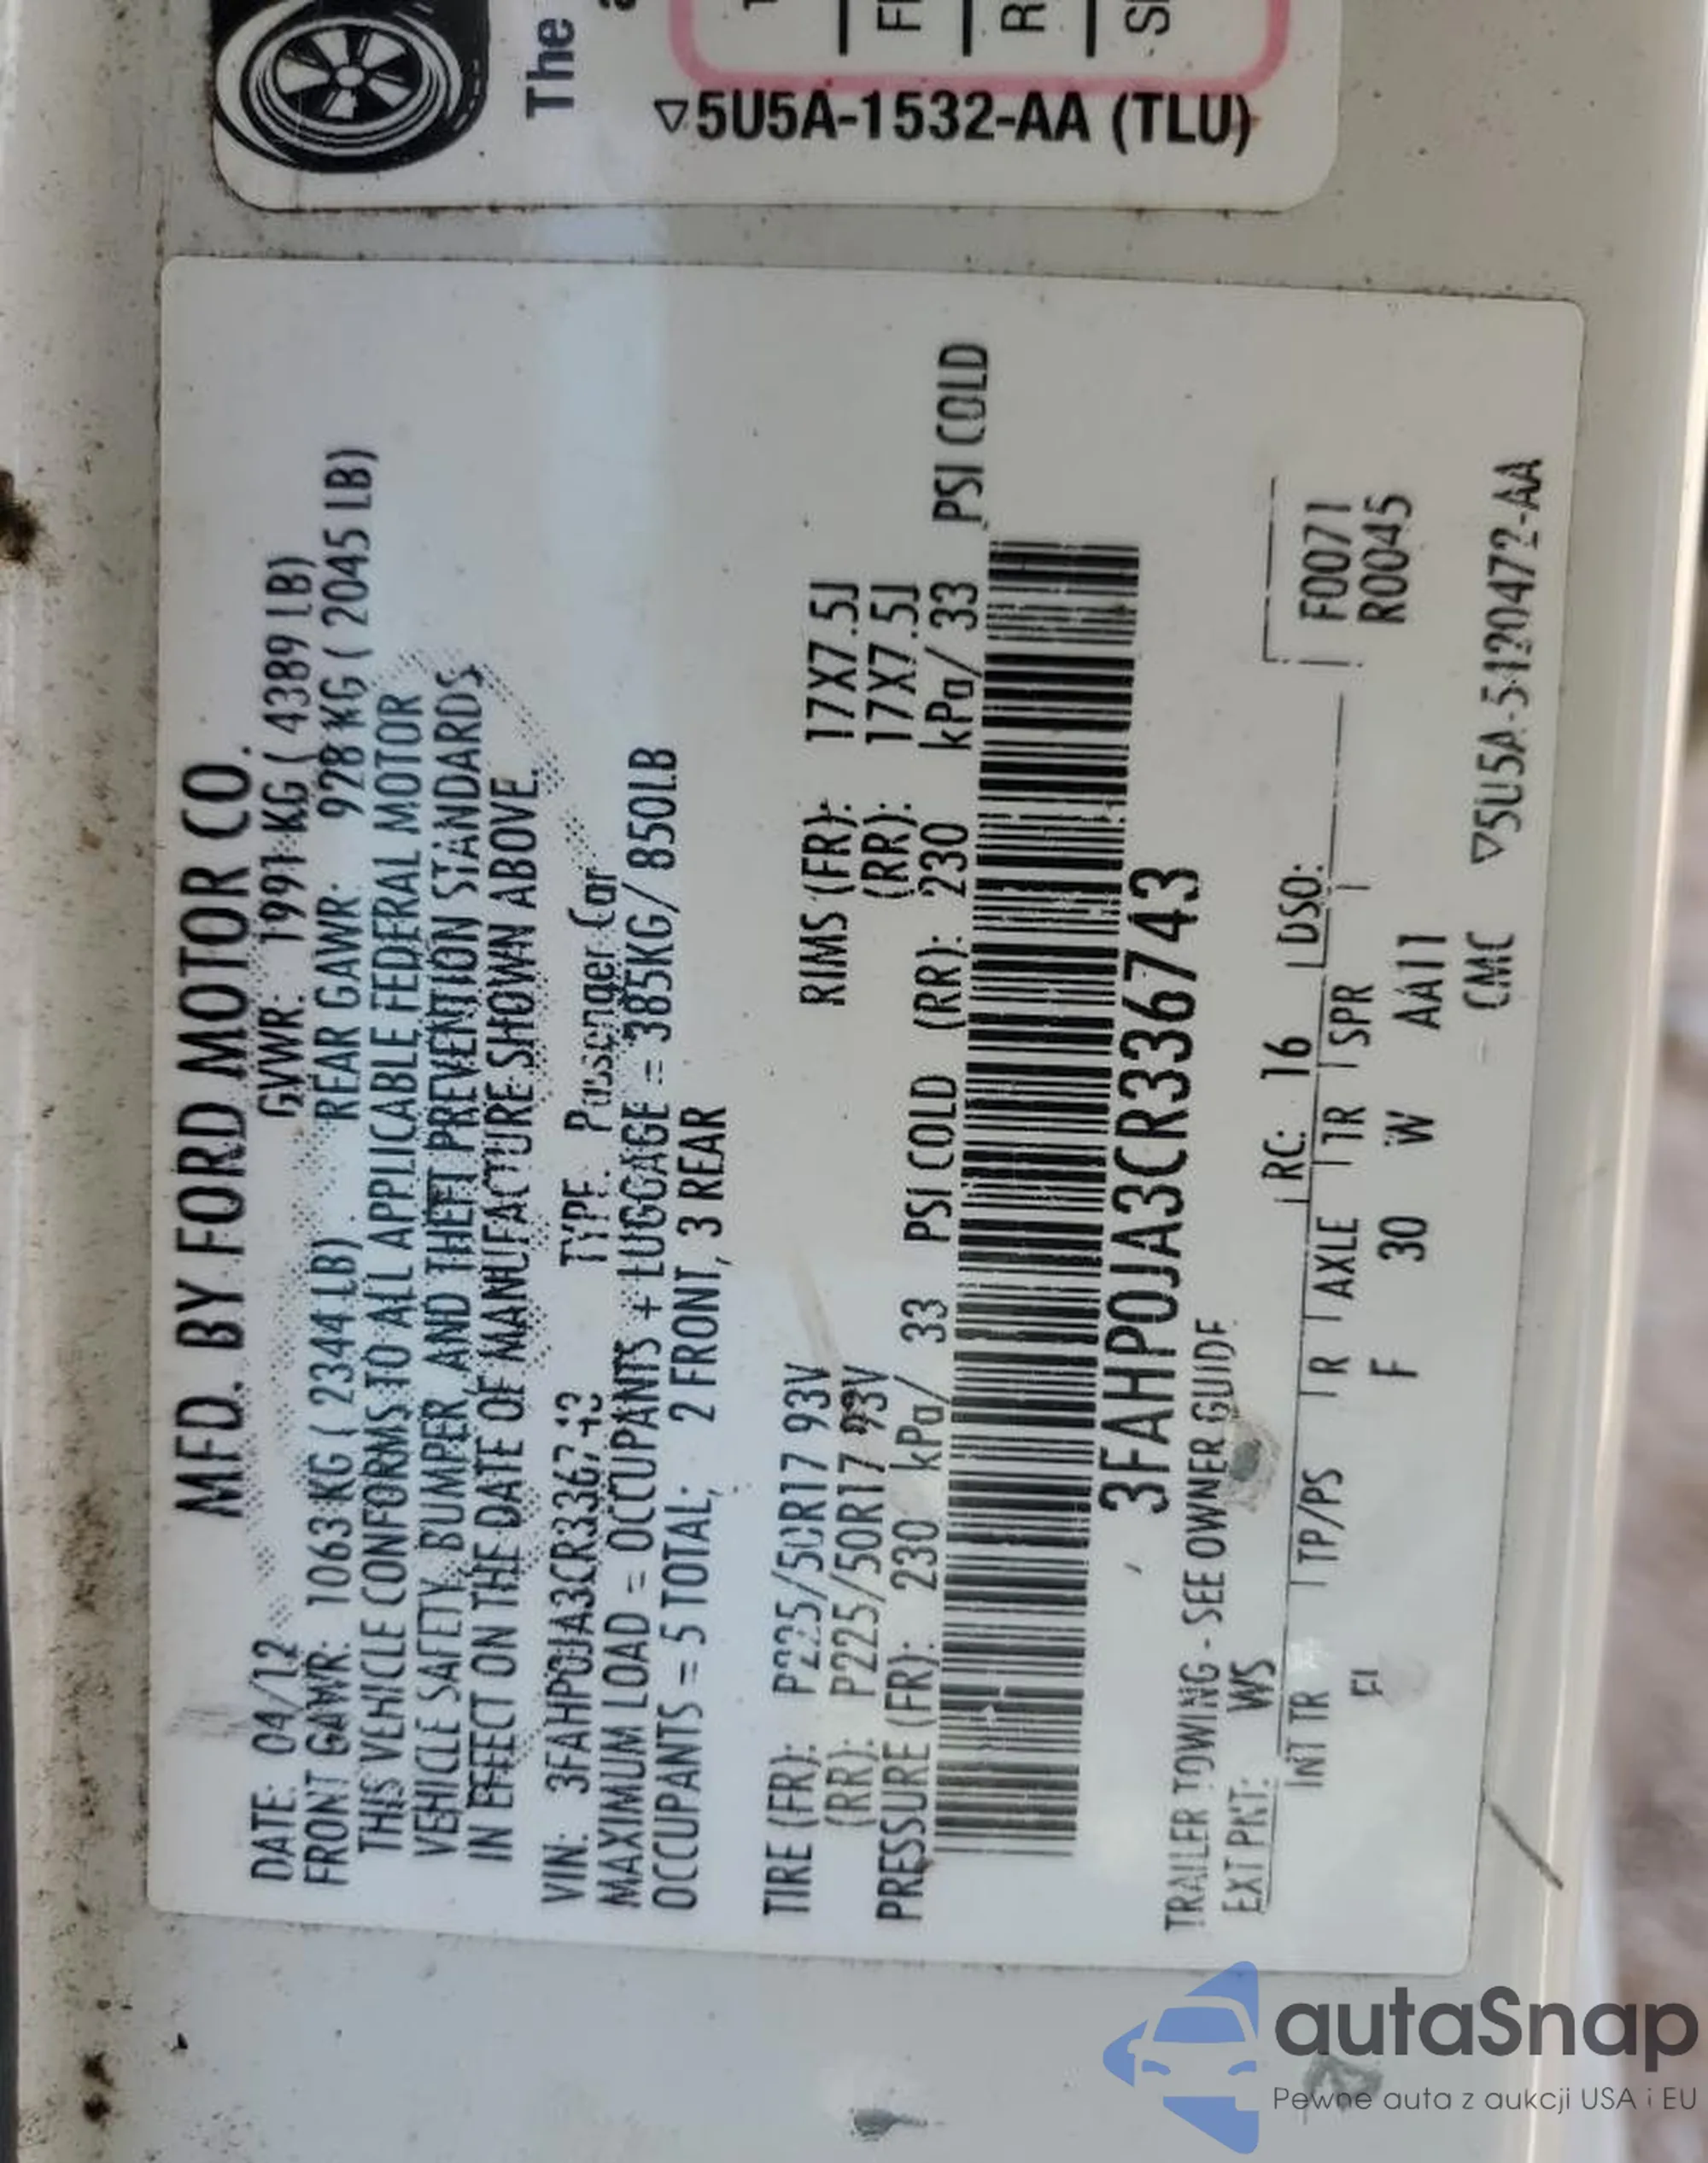 The
5U5A-1532-AA (TLU)
MFD. BY FORD MOTOR CO.
DATE: 04/12 GVWR: 1991 KG ( 4389 LB)
FRONT GAWR: 1063 KG ( 2344 LB) REAR GAWR: 928 KG ( 2045 LB)
THIS VEHICLE CONFORMS TO ALL APPLICABLE FEDERAL MOTOR
VEHICLE SAFETY, BUMPER, AND THEFT PREVENTION STANDARDS
IN EFFECT ON THE DATE OF MANUFACTURE SHOWN ABOVE.
VIN: 3FAHP0JA3CR336743 TYPE: Passenger Car
MAXIMUM LOAD = OCCUPANTS + LUGGAGE = 385KG/ 850LB
OCCUPANTS = 5 TOTAL; 2 FRONT, 3 REAR
TIRE (FR): P225/50R17 93V RIMS (FR): 17X7.5J
(RR): P225/50R17 93V (RR): 17X7.5J
PRESSURE (FR): 230 kPa/ 33 PSI COLD (RR): 230 kPa/ 33 PSI COLD
3FAHP0JA3CR336743
TRAILER TOWING - SEE OWNER GUIDE
EXT PNT: WS RC: 16 DSO:
INT TR TP/PS R AXLE TR SPR F0071
F 30 W AA11 R0045
CMC 5U5A-5420472-AA
autaSnap
Pewne auta z aukcji USA i EU